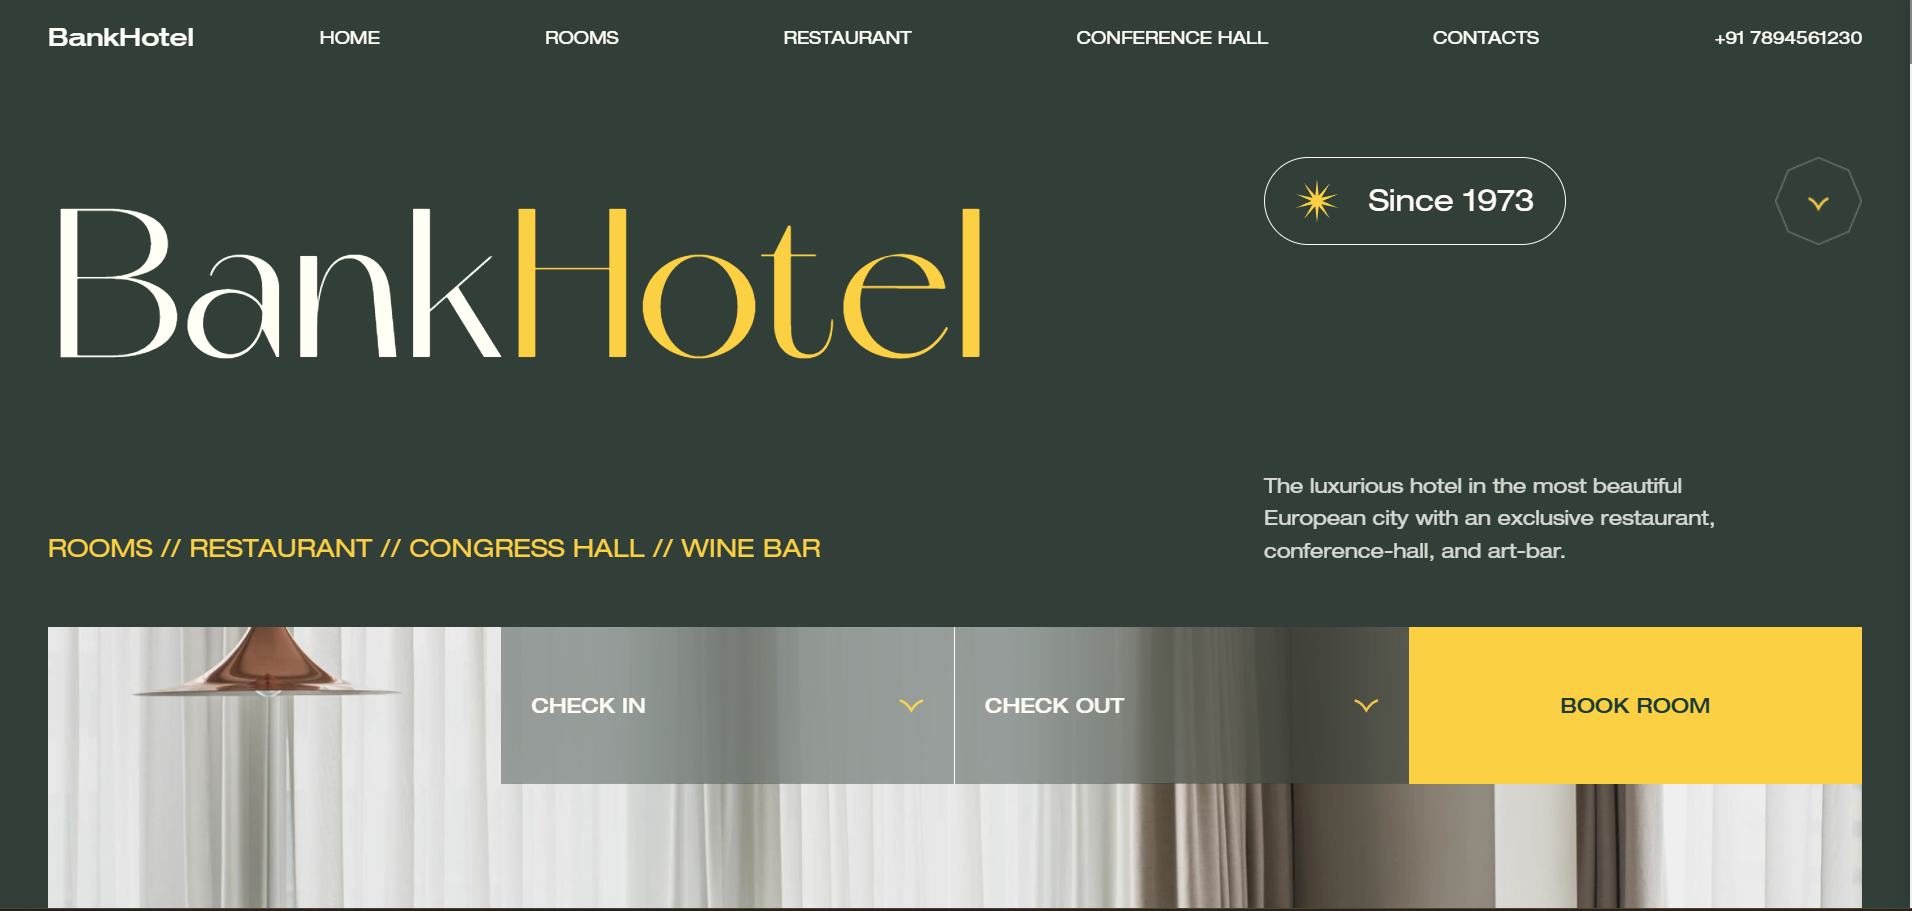 BankHotel
HOME
ROOMS
RESTAURANT
CONFERENCE HALL
CONTACTS
+91 7894561230
BankHotel
Since 1973
The luxurious hotel in the most beautiful
European city with an exclusive restaurant,
conference-hall, and art-bar.
ROOMS // RESTAURANT // CONGRESS HALL // WINE BAR
CHECK IN
CHECK OUT
BOOK ROOM